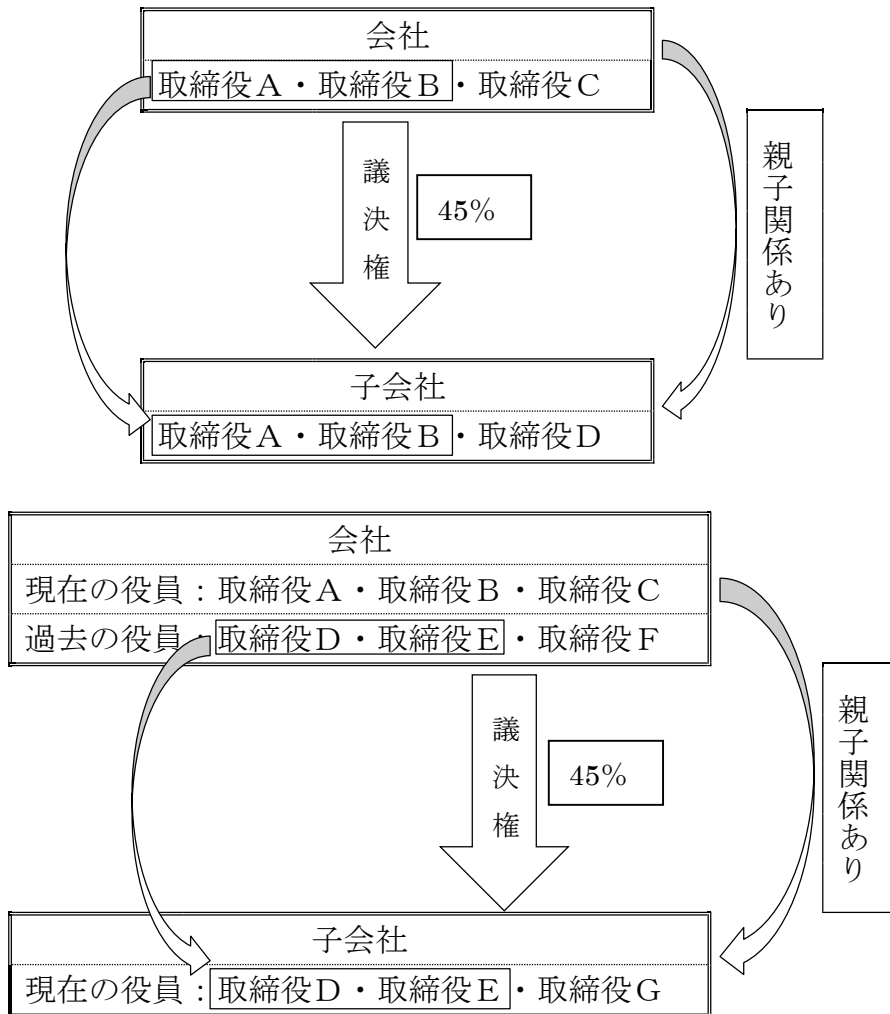 会社
取締役A・取締役B・取締役C
議決権
45%
親子関係あり
子会社
取締役A・取締役B・取締役D
会社
現在の役員:取締役A・取締役B・取締役C
過去の役員:取締役D・取締役E・取締役F
議決権
45%
親子関係あり
子会社
現在の役員:取締役D・取締役E・取締役G